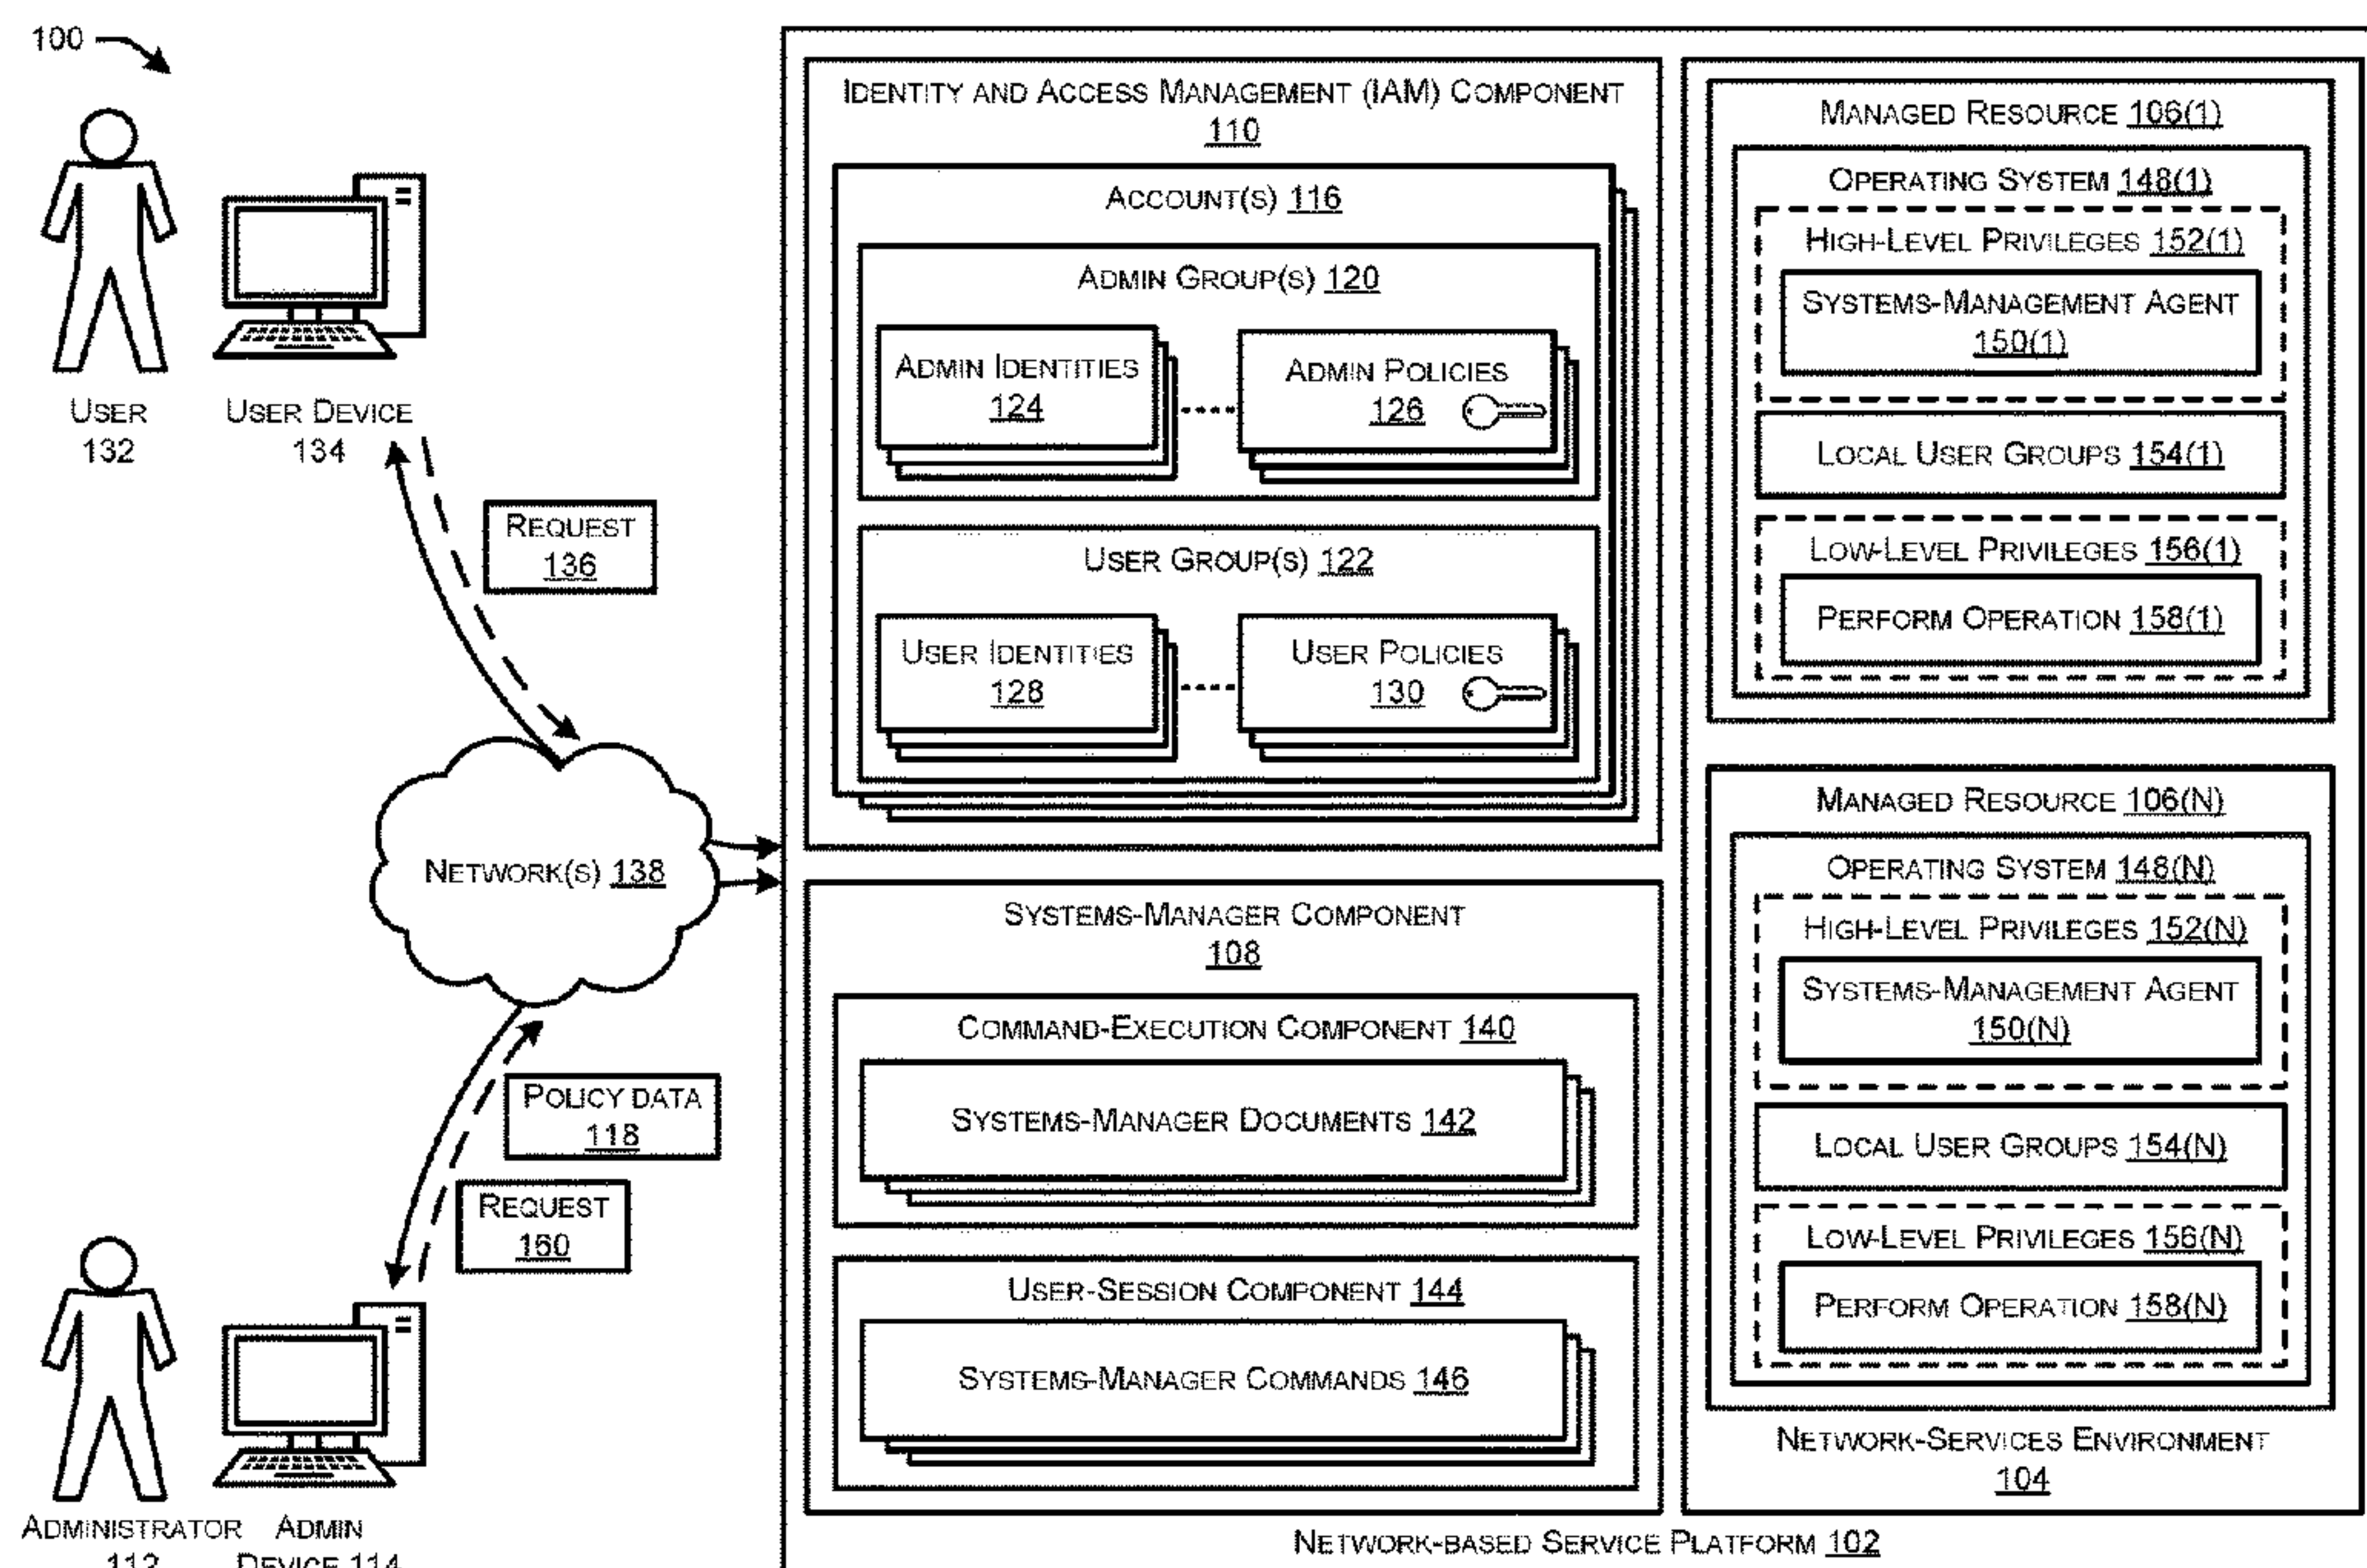 100
USER
132
USER DEVICE
134
REQUEST
136
NETWORK(S) 138
POLICY DATA
118
REQUEST
160
ADMINISTRATOR
112
ADMIN
DEVICE 114
IDENTITY AND ACCESS MANAGEMENT (IAM) COMPONENT
110
ACCOUNT(S) 116
ADMIN GROUP(S) 120
ADMIN IDENTITIES
124
ADMIN POLICIES
126
USER GROUP(S) 122
USER IDENTITIES
128
USER POLICIES
130
SYSTEMS-MANAGER COMPONENT
108
COMMAND-EXECUTION COMPONENT 140
SYSTEMS-MANAGER DOCUMENTS 142
USER-SESSION COMPONENT 144
SYSTEMS-MANAGER COMMANDS 146
MANAGED RESOURCE 106(1)
OPERATING SYSTEM 148(1)
HIGH-LEVEL PRIVILEGES 152(1)
SYSTEMS-MANAGEMENT AGENT
150(1)
LOCAL USER GROUPS 154(1)
LOW-LEVEL PRIVILEGES 156(1)
PERFORM OPERATION 158(1)
MANAGED RESOURCE 106(N)
OPERATING SYSTEM 148(N)
HIGH-LEVEL PRIVILEGES 152(N)
SYSTEMS-MANAGEMENT AGENT
150(N)
LOCAL USER GROUPS 154(N)
LOW-LEVEL PRIVILEGES 156(N)
PERFORM OPERATION 158(N)
NETWORK-SERVICES ENVIRONMENT
104
NETWORK-BASED SERVICE PLATFORM 102